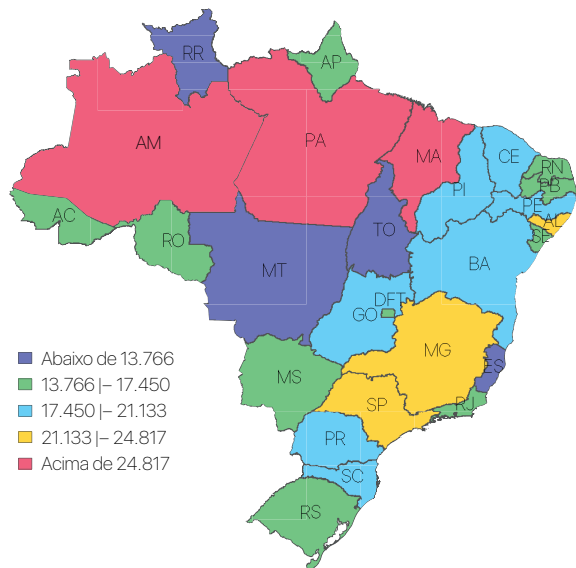 RR
AP
AM
PA
MA
CE
RN
PB
PI
PE
AL
SE
AC
RO
TO
BA
MT
DFT
GO
MG
ES
MS
SP
RJ
PR
SC
RS
Abaixo de 13.766
13.766 |– 17.450
17.450 |– 21.133
21.133 |– 24.817
Acima de 24.817